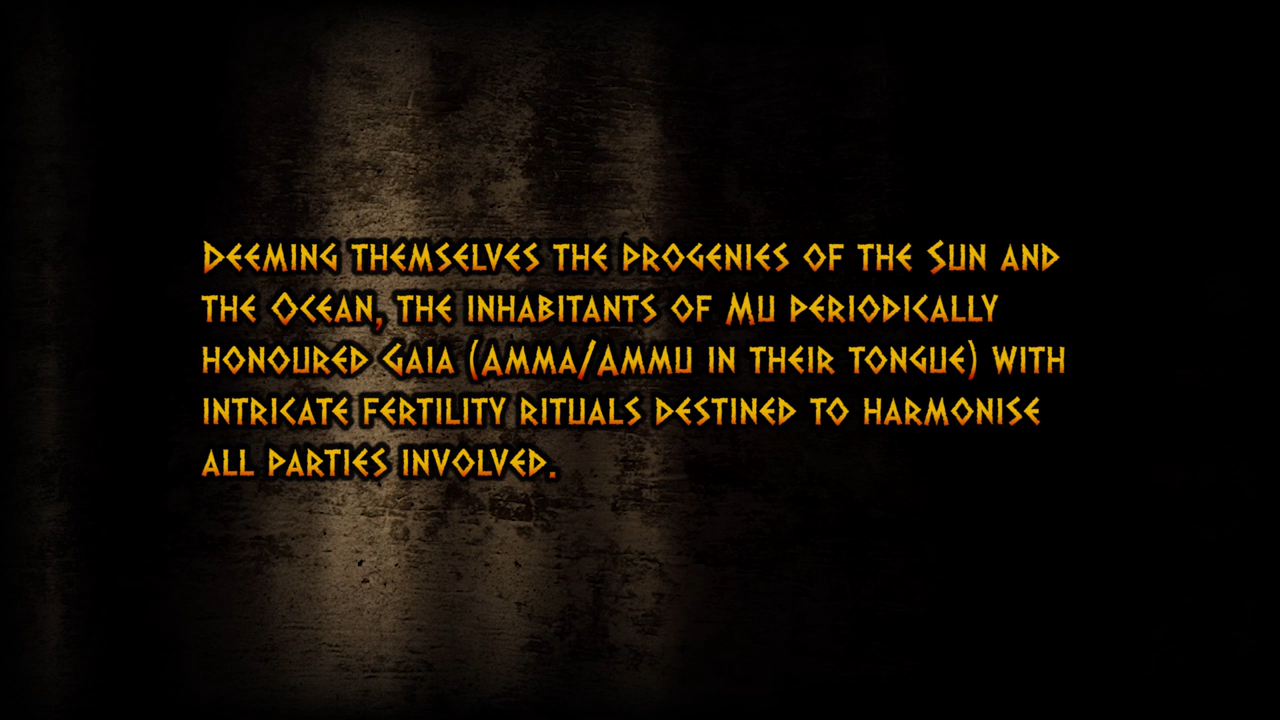 Deeming themselves the progenies of the Sun and
the Ocean, the inhabitants of Mu periodically
honoured Gaia (Amma/Ammu in their tongue) with
intricate fertility rituals destined to harmonise
all parties involved.